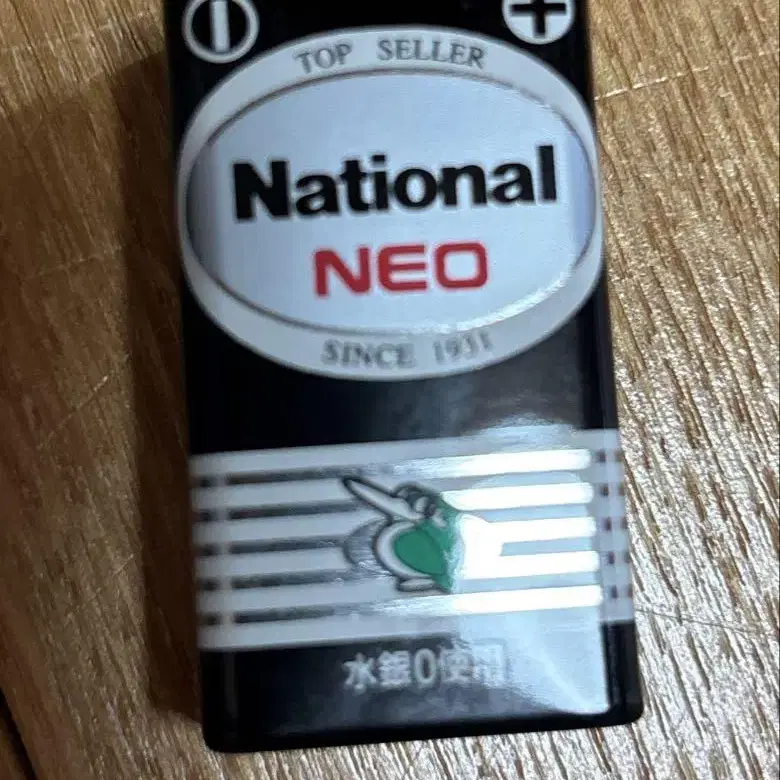 TOP SELLER
National
NEO
SINCE 1931
水銀0使用